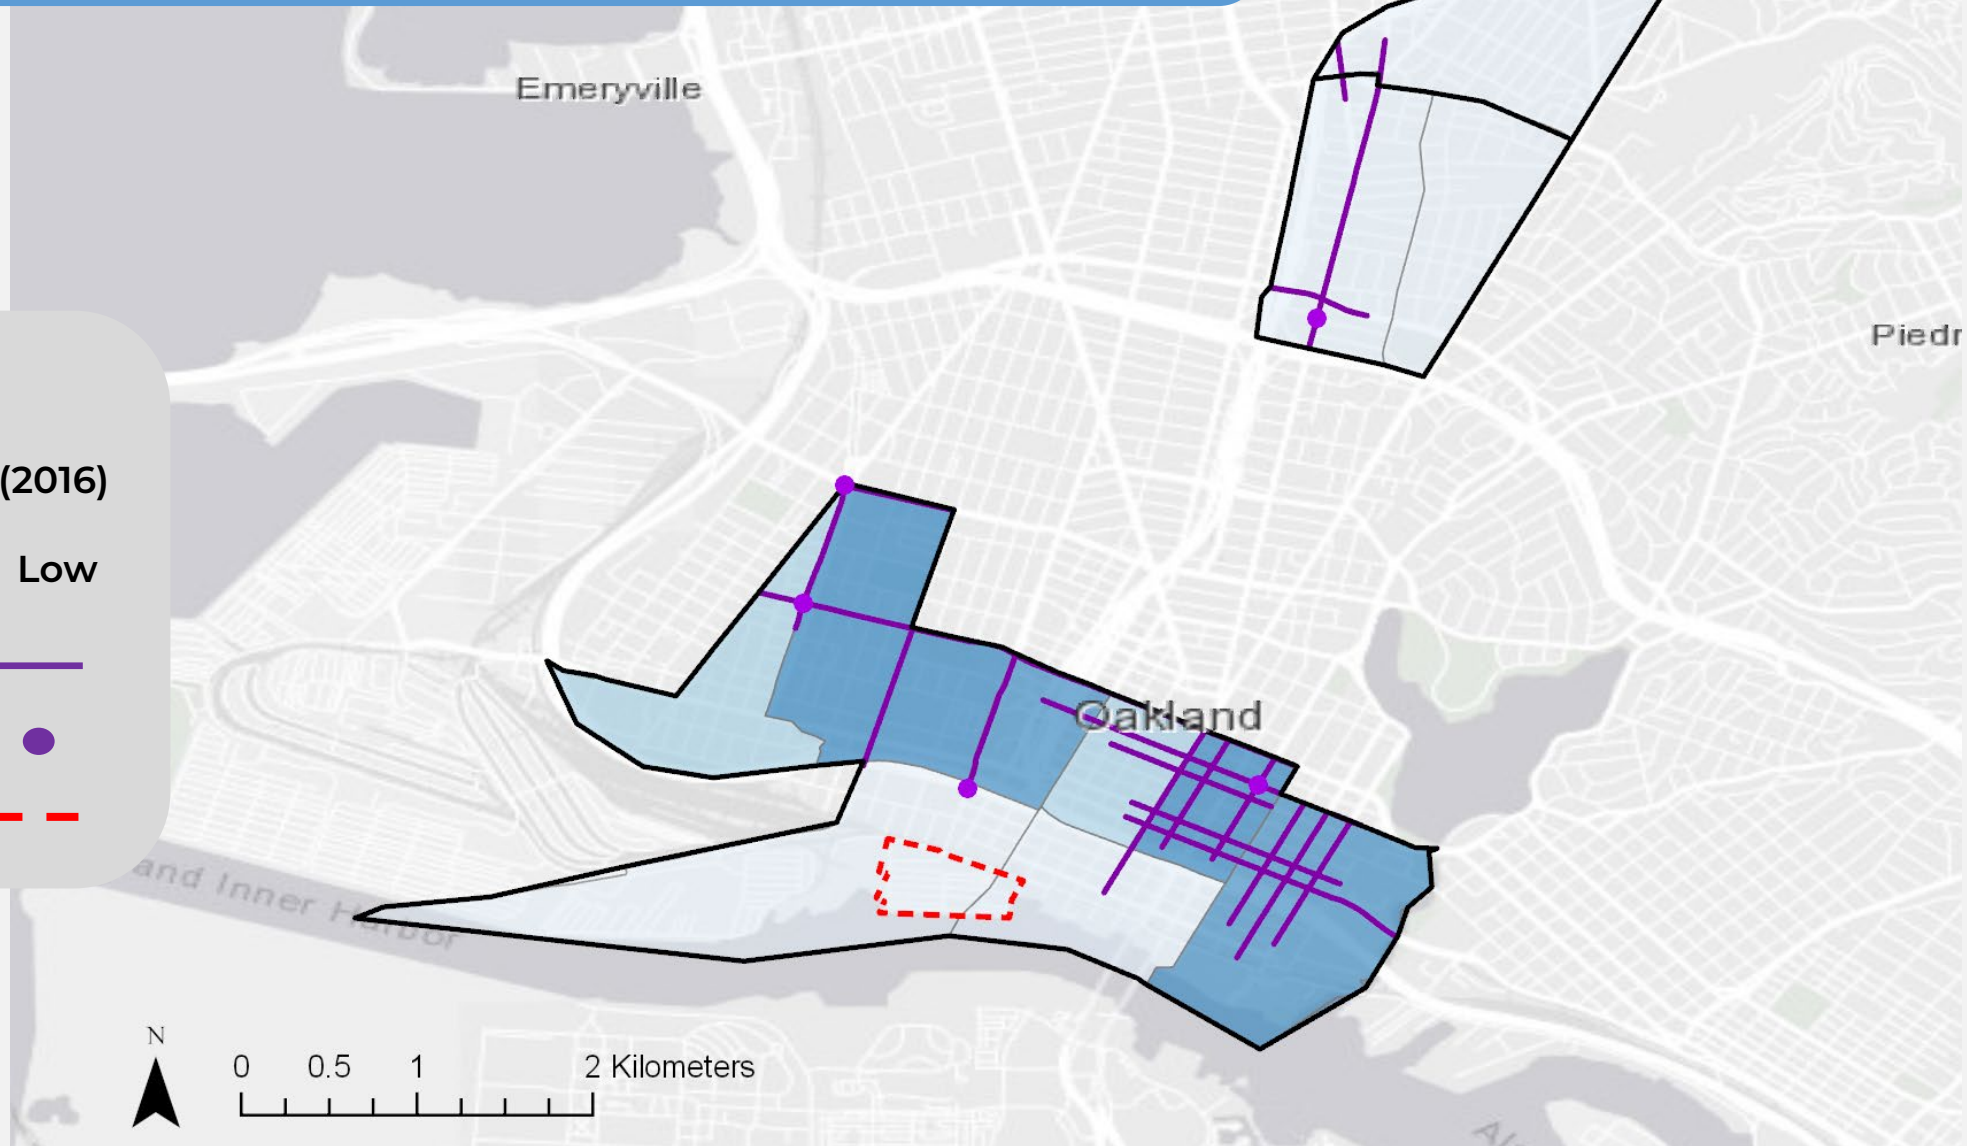 Emeryville
Piedr
(2016)
Low
Oakland
and Inner Harbor
N
0 0.5 1 2 Kilometers